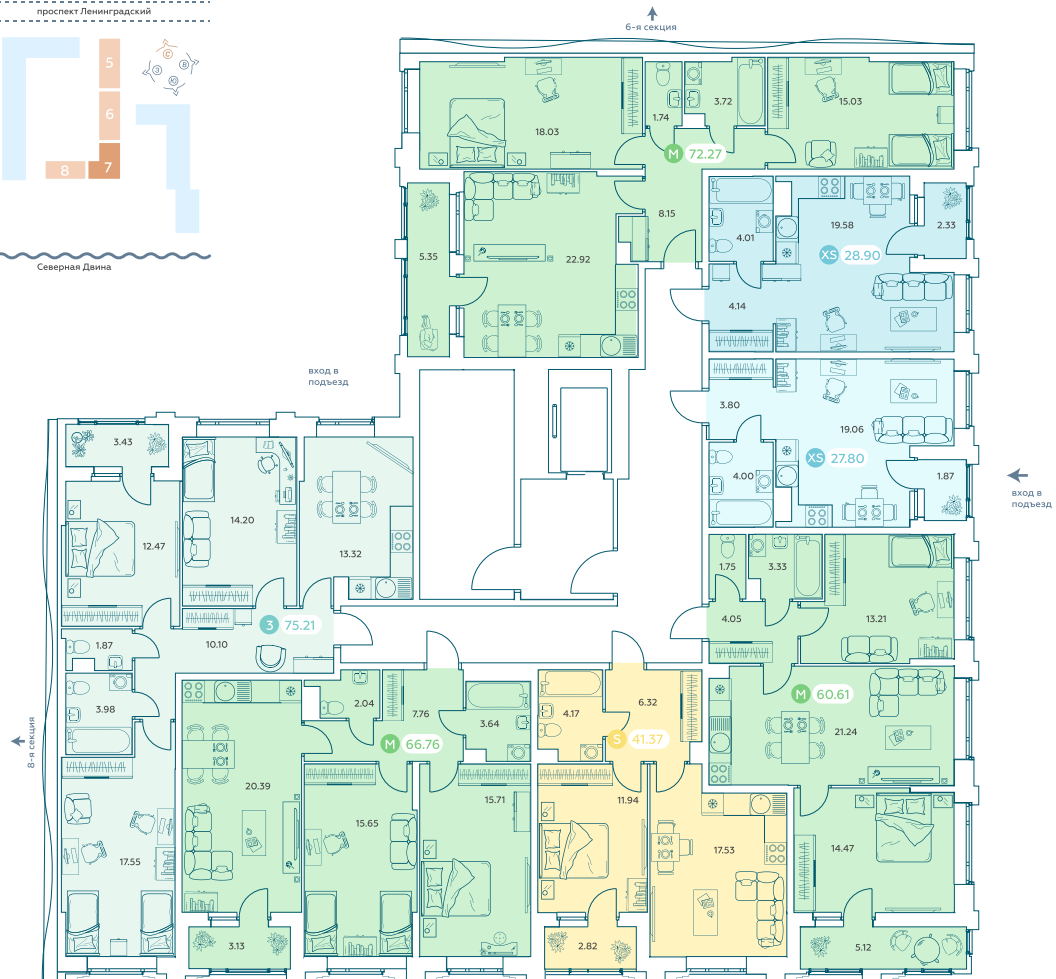 проспект Ленинградский
6-я секция
5
6
7
8
С
В
Ю
З
Северная Двина
18.03
1.74
3.72
15.03
М 72.27
8.15
5.35
22.92
4.01
19.58
2.33
XS 28.90
4.14
вход в
подъезд
3.80
19.06
XS 27.80
4.00
1.87
вход в
подъезд
3.43
12.47
14.20
13.32
1.75
3.33
4.05
13.21
3 75.21
1.87
10.10
3.98
М 60.61
21.24
2.04
7.76
3.64
М 66.76
4.17
6.32
S 41.37
8-я секция
20.39
15.65
15.71
11.94
17.53
14.47
17.55
3.13
2.82
5.12